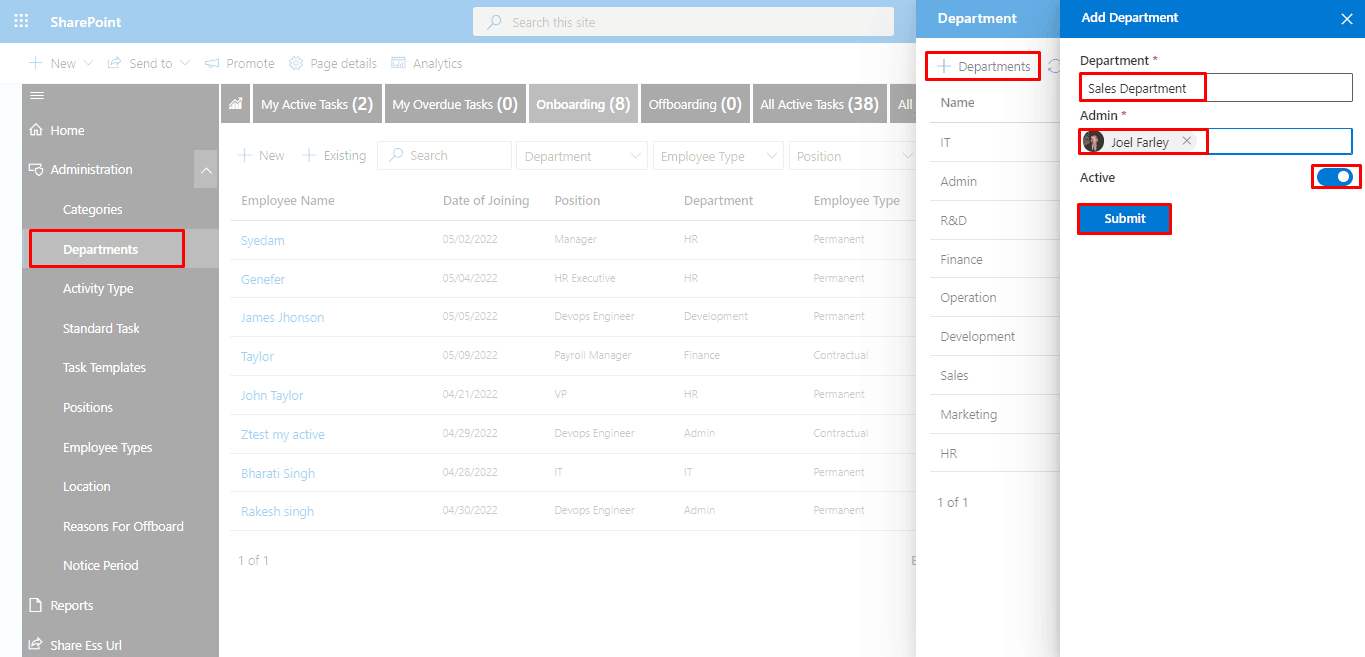 SharePoint
Search this site
New
Send to
Promote
Page details
Analytics
Home
Administration
Categories
Departments
Activity Type
Standard Task
Task Templates
Positions
Employee Types
Location
Reasons For Offboard
Notice Period
Reports
Share Ess Url
My Active Tasks (2)
My Overdue Tasks (0)
Onboarding (8)
Offboarding (0)
All Active Tasks (38)
All
New
Existing
Search
Department
Employee Type
Position
Employee Name Date of Joining Position Department Employee Type
Syedam 05/02/2022 Manager HR Permanent
Genefer 05/04/2022 HR Executive HR Permanent
James Jhonson 05/05/2022 Devops Engineer Development Permanent
Taylor 05/09/2022 Payroll Manager Finance Contractual
John Taylor 04/21/2022 VP HR Permanent
Ztest my active 04/29/2022 Devops Engineer Admin Contractual
Bharati Singh 04/28/2022 IT IT Permanent
Rakesh singh 04/30/2022 Devops Engineer Admin Permanent
1 of 1
Department
Departments
Name
IT
Admin
R&D
Finance
Operation
Development
Sales
Marketing
HR
1 of 1
Add Department
Department *
Sales Department
Admin *
Joel Farley
Active
Submit